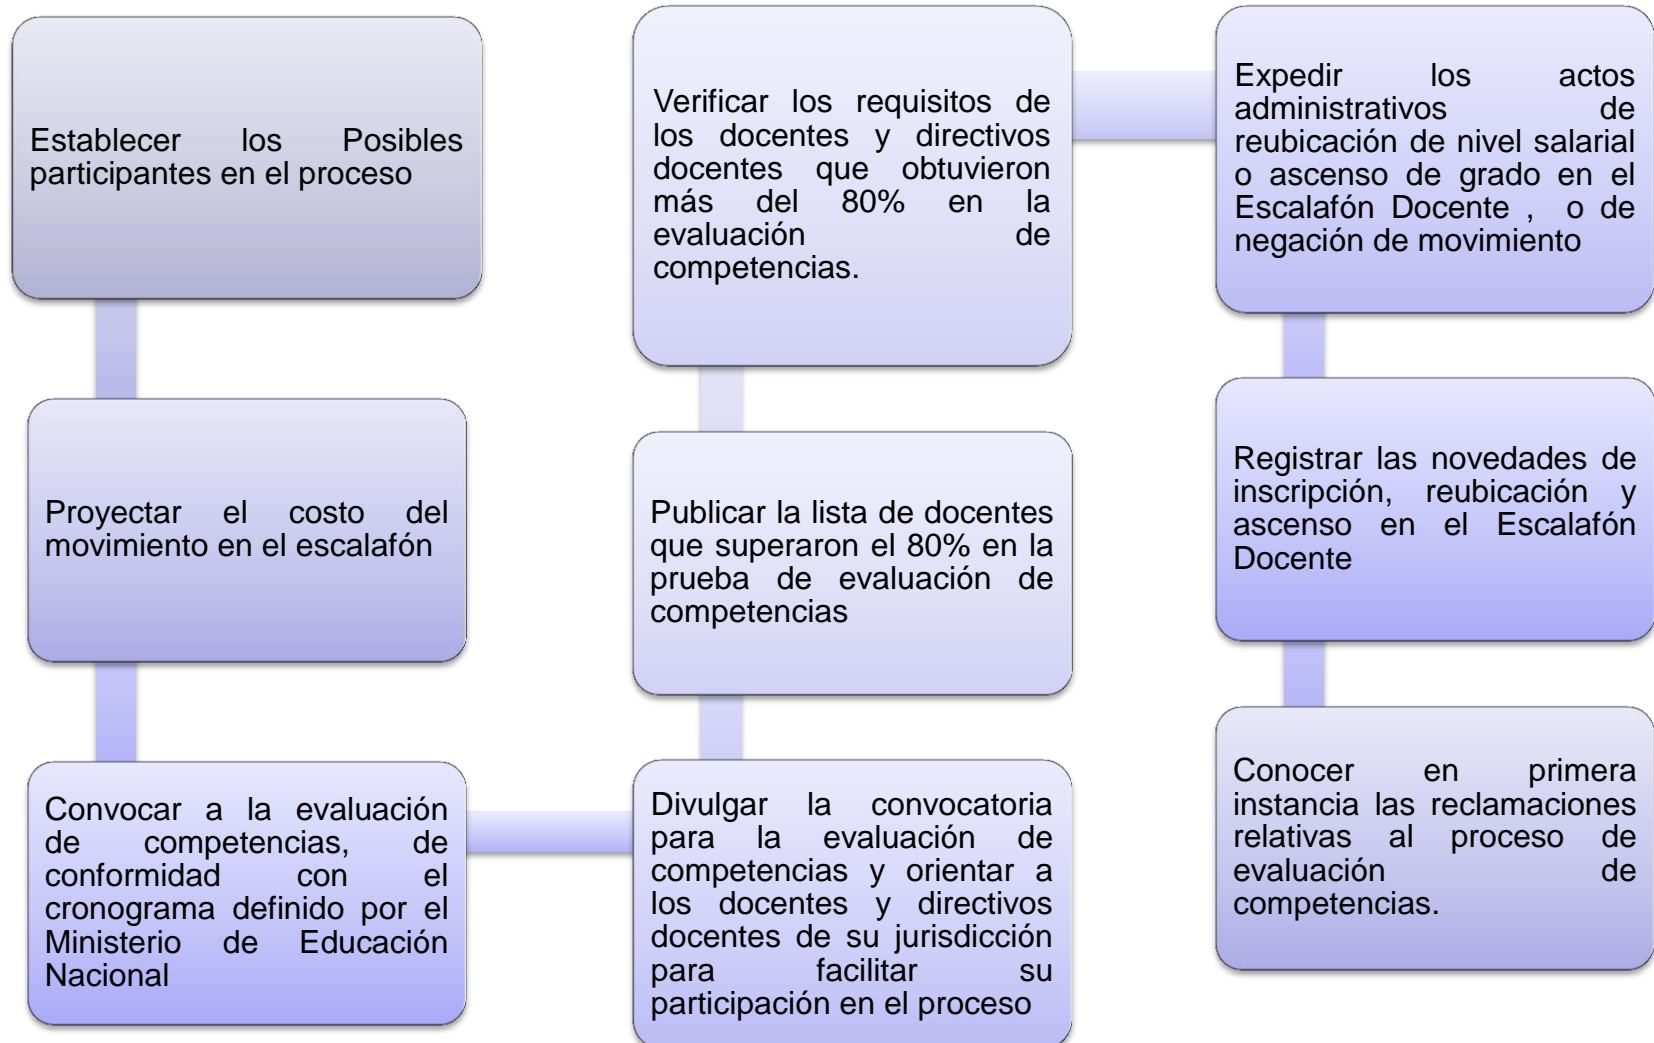 Establecer los Posibles
participantes en el proceso
Proyectar el costo del
movimiento en el escalafón
Convocar a la evaluación
de competencias, de
conformidad con el
cronograma definido por el
Ministerio de Educación
Nacional
Divulgar la convocatoria
para la evaluación de
competencias y orientar a
los docentes y directivos
docentes de su jurisdicción
para facilitar su
participación en el proceso
Publicar la lista de docentes
que superaron el 80% en la
prueba de evaluación de
competencias
Verificar los requisitos de
los docentes y directivos
docentes que obtuvieron
más del 80% en la
evaluación de
competencias.
Expedir los actos
administrativos de
reubicación de nivel salarial
o ascenso de grado en el
Escalafón Docente , o de
negación de movimiento
Registrar las novedades de
inscripción, reubicación y
ascenso en el Escalafón
Docente
Conocer en primera
instancia las reclamaciones
relativas al proceso de
evaluación de
competencias.